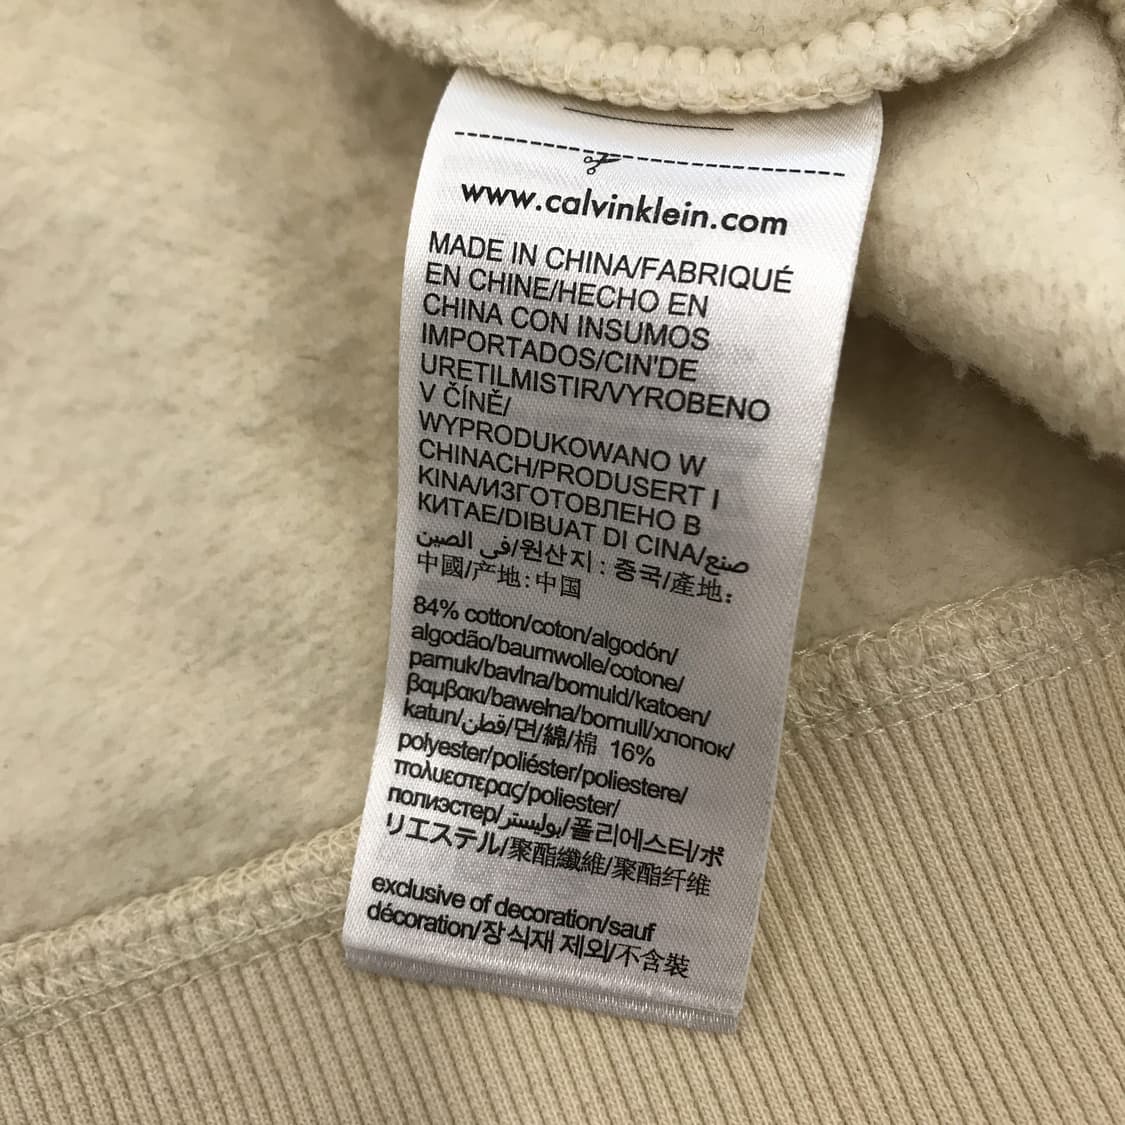 www.calvinklein.com
MADE IN CHINA/FABRIQUÉ
EN CHINE/HECHO EN
CHINA CON INSUMOS
IMPORTADOS/CIN'DE
URETILMISTIR/VYROBENO
V ČÍNĚ/
WYPRODUKOWANO W
CHINACH/PRODUSERT I
KINA/ИЗГОТОВЛЕНО В
КИТАЕ/DIBUAT DI CINA/صنع
في الصين/원산지 : 중국/產地:
中國/产地:中国
84% cotton/coton/algodón/
algodão/baumwolle/cotone/
pamuk/bavlna/bomuld/katoen/
βαμβακι/bawełna/bomull/хлопок/
katun/قطن/면/綿/棉 16%
polyester/poliéster/poliestere/
πολυεστερας/poliester/
полиэстер/بوليستر/폴리에스터/ポ
リエステル/聚酯纖維/聚酯纤维
exclusive of decoration/sauf
décoration/장식재 제외/不含裝